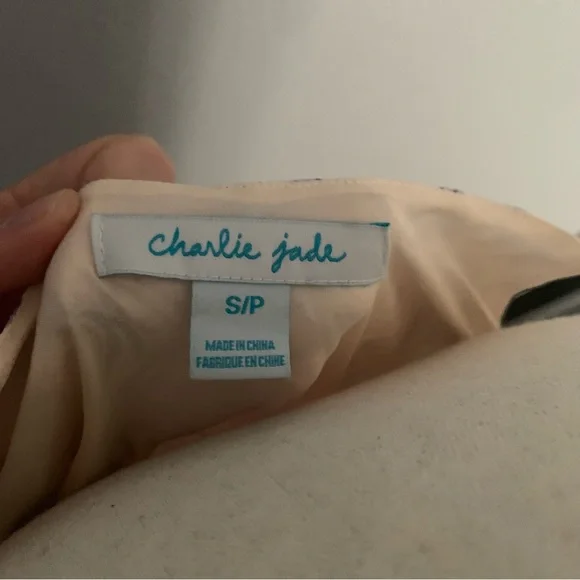 charlie jade
S/P
MADE IN CHINA
FABRIQUE EN CHINE